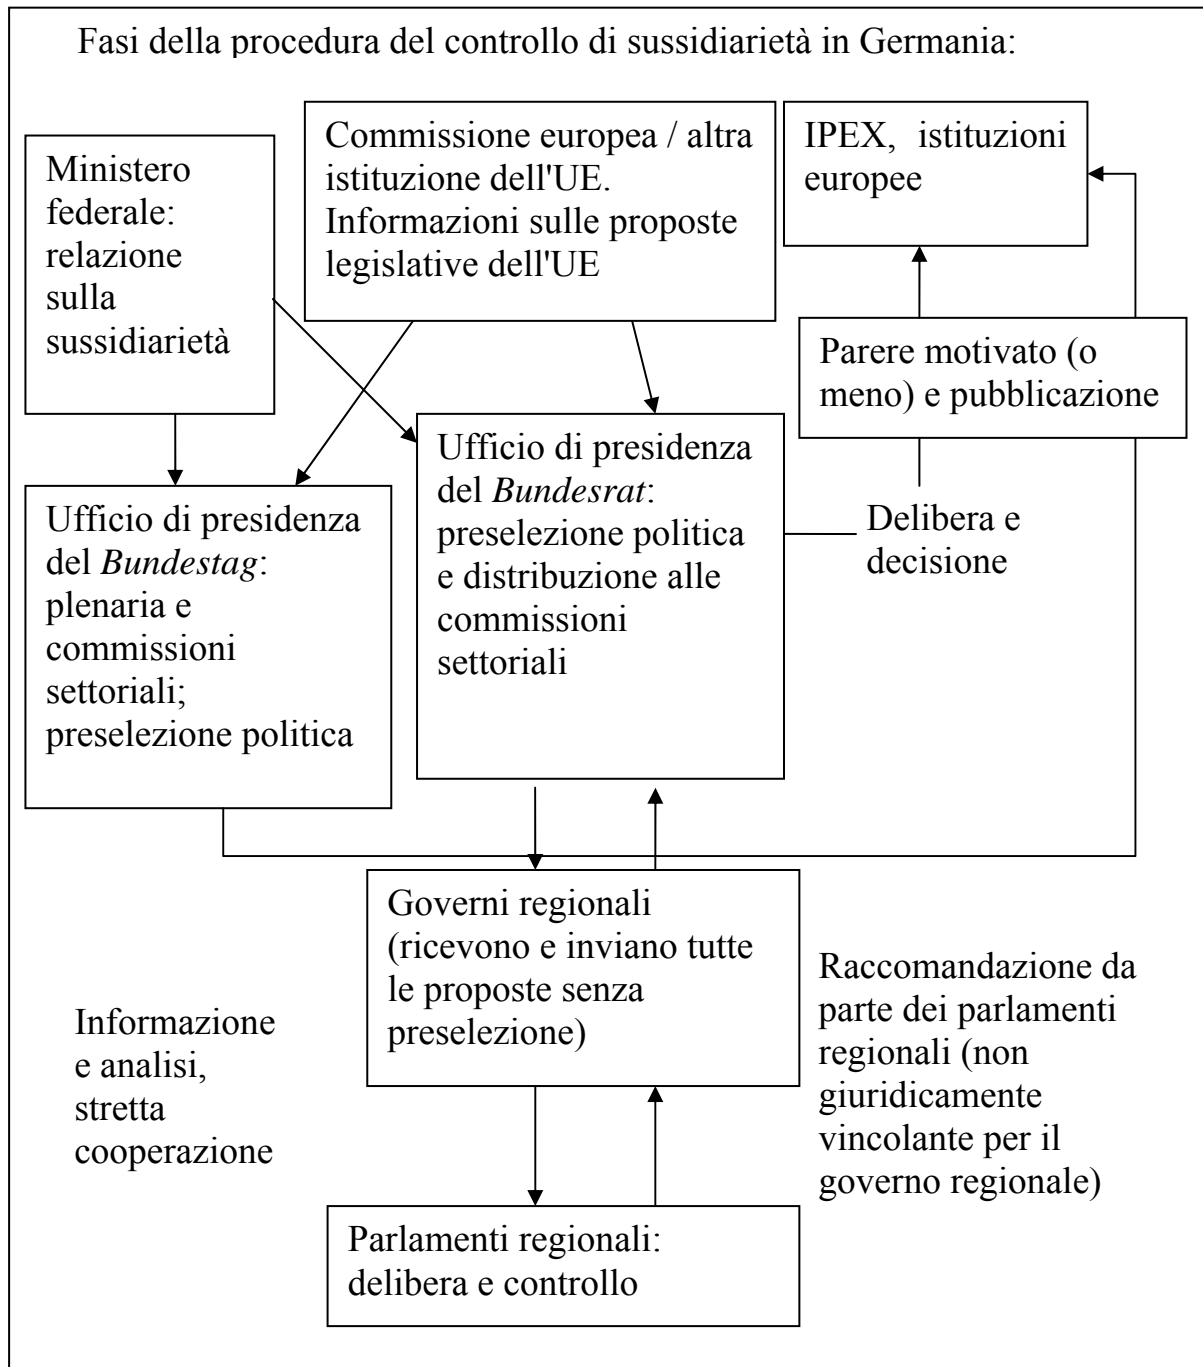 Fasi della procedura del controllo di sussidiarietà in Germania:
Ministero
federale:
relazione
sulla
sussidiarietà
Commissione europea / altra
istituzione dell'UE.
Informazioni sulle proposte
legislative dell'UE
IPEX, istituzioni
europee
Parere motivato (o
meno) e pubblicazione
Ufficio di presidenza
del Bundestag:
plenaria e
commissioni
settoriali;
preselezione politica
Ufficio di presidenza
del Bundesrat:
preselezione politica
e distribuzione alle
commissioni
settoriali
Delibera e
decisione
Governi regionali
(ricevono e inviano tutte
le proposte senza
preselezione)
Informazione
e analisi,
stretta
cooperazione
Raccomandazione da
parte dei parlamenti
regionali (non
giuridicamente
vincolante per il
governo regionale)
Parlamenti regionali:
delibera e controllo